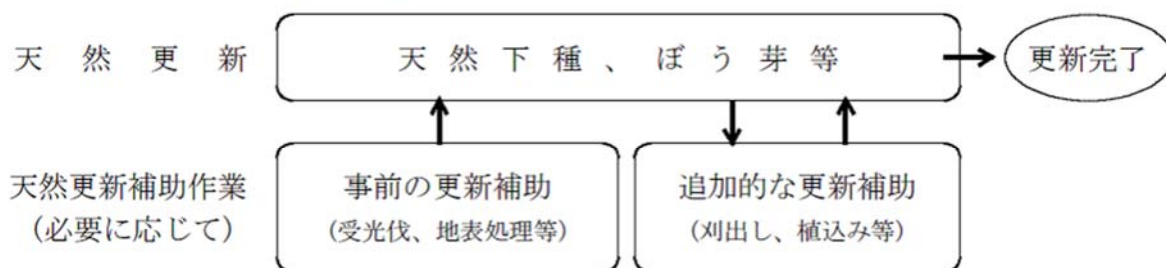 天然更新
天然下種、ぼう芽等
更新完了
天然更新補助作業
(必要に応じて)
事前の更新補助
(受光伐、地表処理等)
追加的な更新補助
(刈出し、植込み等)